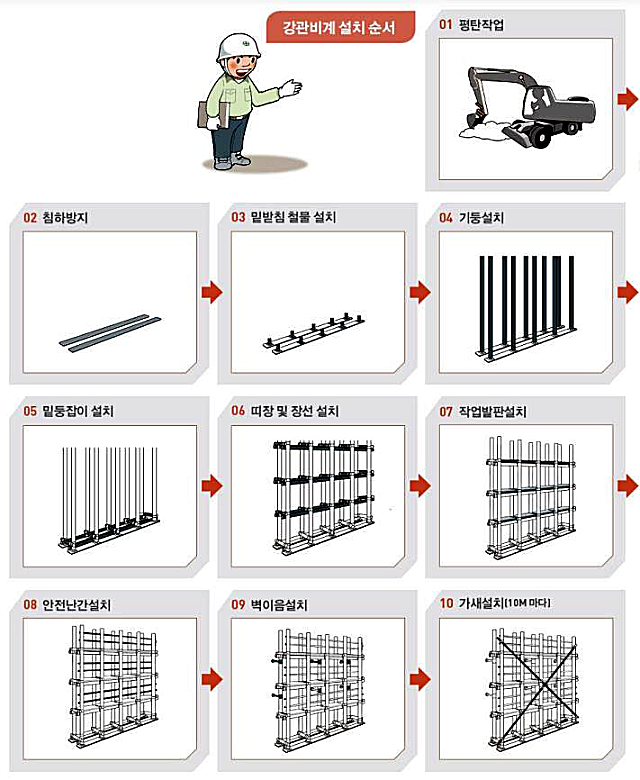 강관비계 설치 순서
01 평탄작업
02 침하방지
03 밑받침 철물 설치
04 기둥설치
05 밑둥잡이 설치
06 띠장 및 장선 설치
07 작업발판설치
08 안전난간설치
09 벽이음설치
10 가새설치[10M 마다]